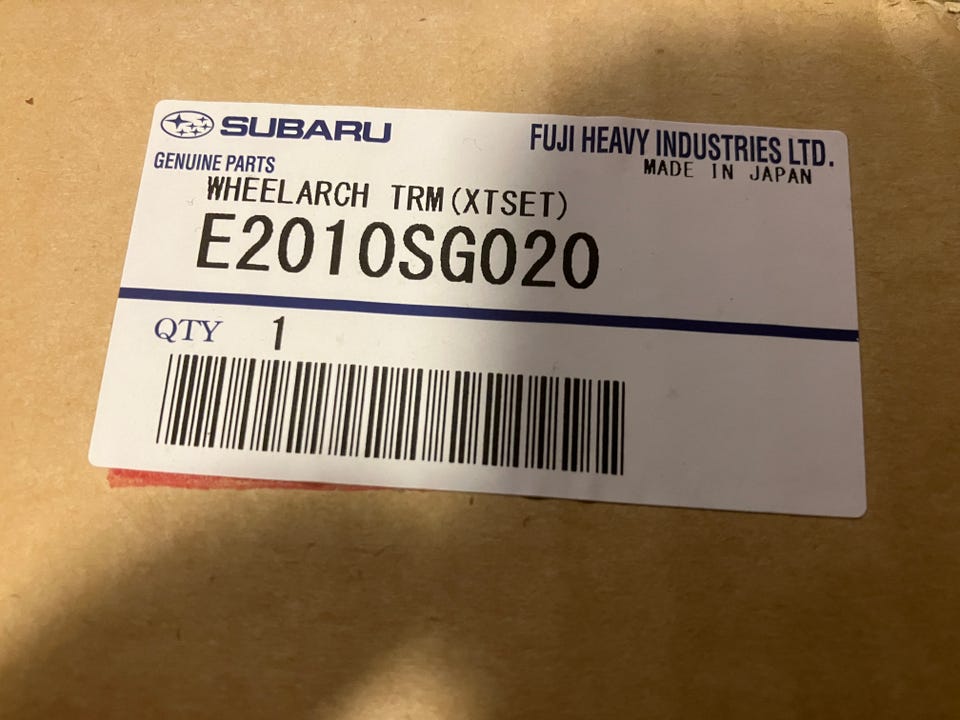 SUBARU
FUJI HEAVY INDUSTRIES LTD.
GENUINE PARTS
MADE IN JAPAN
WHEELARCH TRM(XTSET)
E2010SG020
QTY 1